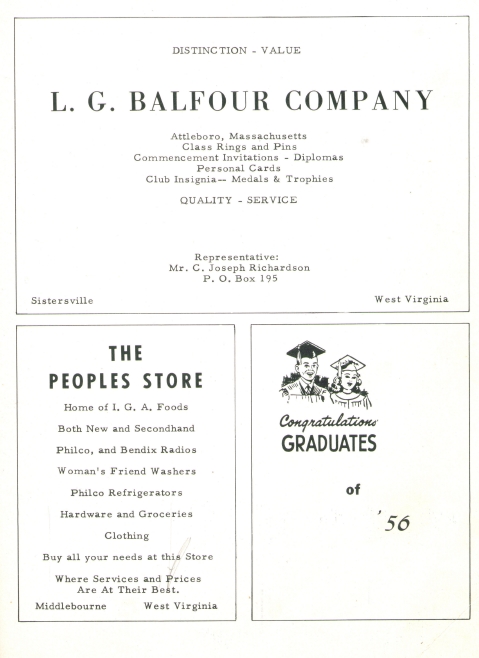 DISTINCTION - VALUE
L. G. BALFOUR COMPANY
Attleboro, Massachusetts
Class Rings and Pins
Commencement Invitations - Diplomas
Personal Cards
Club Insignia-- Medals & Trophies
QUALITY - SERVICE
Representative:
Mr. C. Joseph Richardson
P. O. Box 195
Sistersville West Virginia
THE
PEOPLES STORE
Home of I. G. A. Foods
Both New and Secondhand
Philco, and Bendix Radios
Woman's Friend Washers
Philco Refrigerators
Hardware and Groceries
Clothing
Buy all your needs at this Store
Where Services and Prices
Are At Their Best.
Middlebourne West Virginia
Congratulations
GRADUATES
of
'56